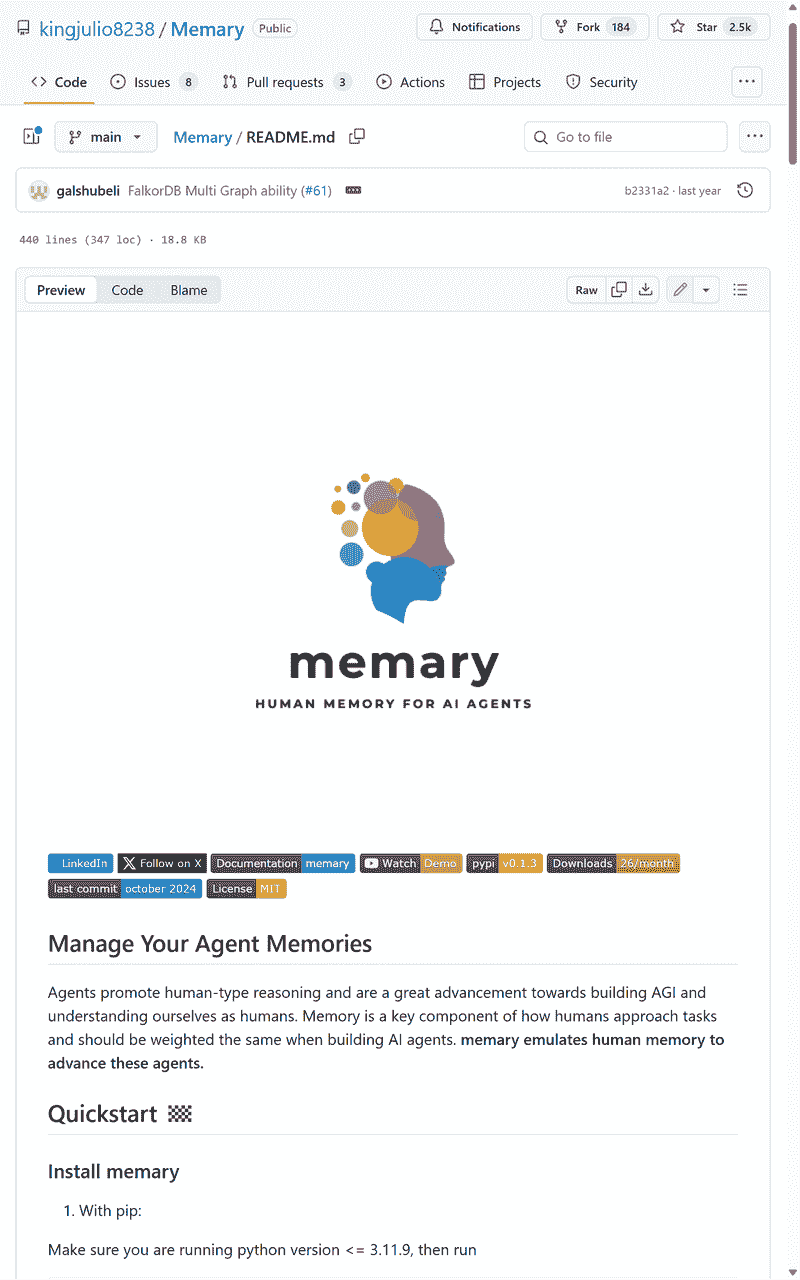 kingjulio8238 / Memary Public Notifications Fork 184 Star 2.5k
Code Issues 8 Pull requests 3 Actions Projects Security
main Memary / README.md Go to file
galshubeli FalkorDB Multi Graph ability (#61) b2331a2 · last year
440 lines (347 loc) · 18.8 KB
Preview Code Blame Raw
memary
HUMAN MEMORY FOR AI AGENTS
LinkedIn Follow on X Documentation memary Watch Demo pypi v0.1.3 Downloads 26/month
last commit october 2024 License MIT
Manage Your Agent Memories
Agents promote human-type reasoning and are a great advancement towards building AGI and
understanding ourselves as humans. Memory is a key component of how humans approach tasks
and should be weighted the same when building AI agents. memary emulates human memory to
advance these agents.
Quickstart
Install memary
1. With pip:
Make sure you are running python version <= 3.11.9, then run